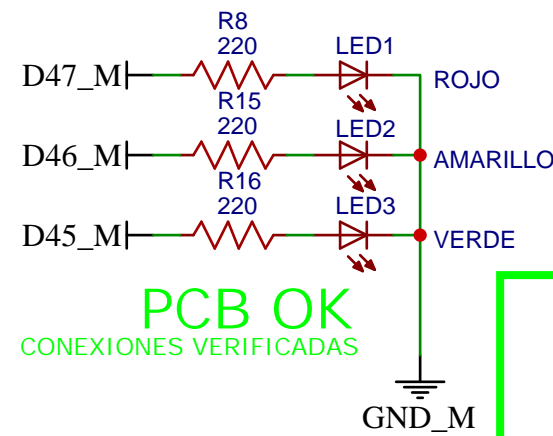 R8
220
LED1
D47_M
ROJO
R15
220
LED2
D46_M
AMARILLO
R16
220
LED3
D45_M
VERDE
PCB OK
CONEXIONES VERIFICADAS
GND_M